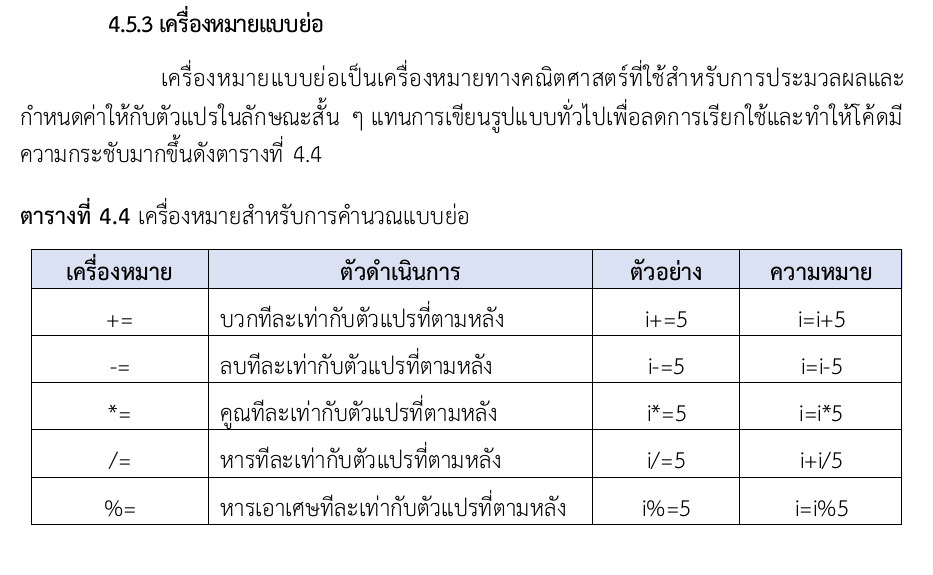 4.5.3 เครื่องหมายแบบย่อ
เครื่องหมายแบบย่อเป็นเครื่องหมายทางคณิตศาสตร์ที่ใช้สำหรับการประมวลผลและ
กำหนดค่าให้กับตัวแปรในลักษณะสั้น ๆ แทนการเขียนรูปแบบทั่วไปเพื่อลดการเรียกใช้และทำให้โค้ดมี
ความกระชับมากขึ้นดังตารางที่ 4.4
ตารางที่ 4.4 เครื่องหมายสำหรับการคำนวณแบบย่อ
เครื่องหมาย ตัวดำเนินการ ตัวอย่าง ความหมาย
+= บวกทีละเท่ากับตัวแปรที่ตามหลัง i+=5 i=i+5
-= ลบทีละเท่ากับตัวแปรที่ตามหลัง i-=5 i=i-5
*= คูณทีละเท่ากับตัวแปรที่ตามหลัง i*=5 i=i*5
/= หารทีละเท่ากับตัวแปรที่ตามหลัง i/=5 i+i/5
%= หารเอาเศษทีละเท่ากับตัวแปรที่ตามหลัง i%=5 i=i%5